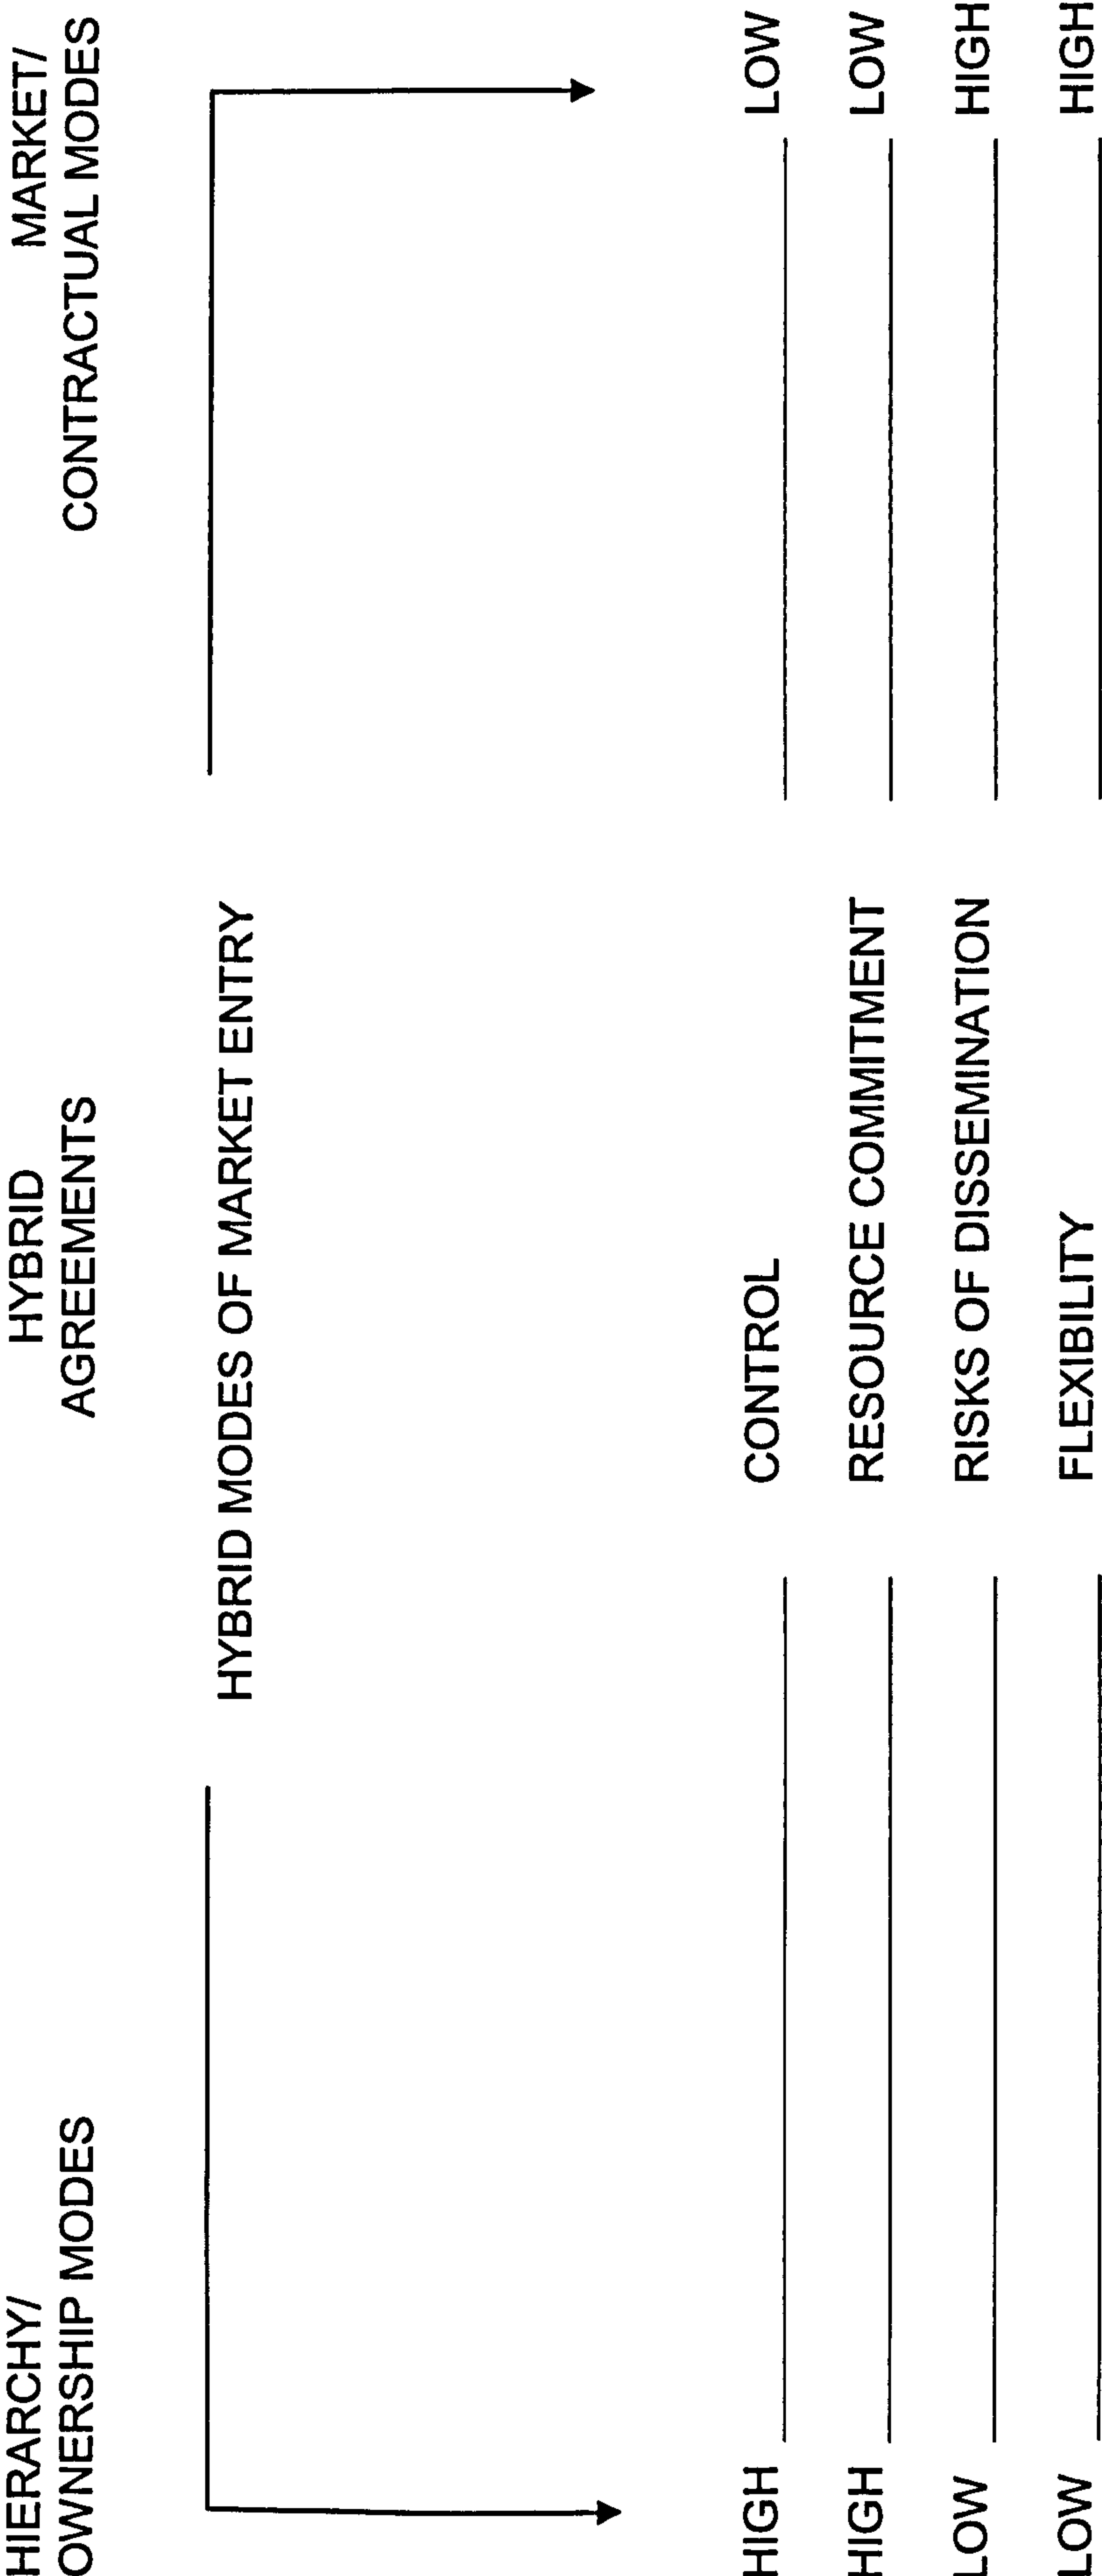 HIERARCHY/
OWNERSHIP MODES
HYBRID
AGREEMENTS
MARKET/
CONTRACTUAL MODES
HYBRID MODES OF MARKET ENTRY
HIGH CONTROL LOW
HIGH RESOURCE COMMITMENT LOW
LOW RISKS OF DISSEMINATION HIGH
LOW FLEXIBILITY HIGH